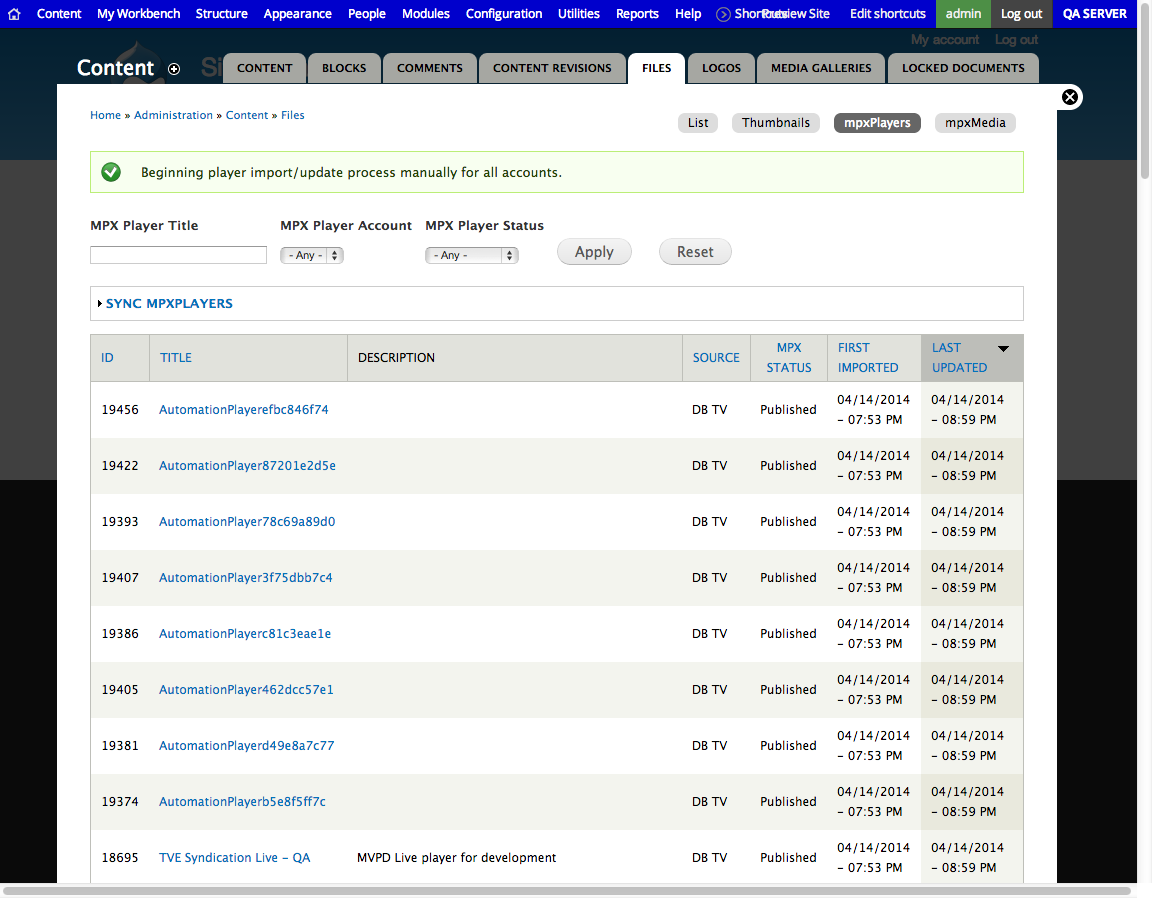 Content My Workbench Structure Appearance People Modules Configuration Utilities Reports Help Shortcuts Preview Site Edit shortcuts admin Log out QA SERVER
My account Log out
Content Si CONTENT BLOCKS COMMENTS CONTENT REVISIONS FILES LOGOS MEDIA GALLERIES LOCKED DOCUMENTS
Home » Administration » Content » Files
List Thumbnails mpxPlayers mpxMedia
Beginning player import/update process manually for all accounts.
MPX Player Title MPX Player Account MPX Player Status
- Any - - Any - Apply Reset
SYNC MPXPLAYERS
ID TITLE DESCRIPTION SOURCE MPX STATUS FIRST IMPORTED LAST UPDATED
19456 AutomationPlayerefbc846f74 DB TV Published 04/14/2014 - 07:53 PM 04/14/2014 - 08:59 PM
19422 AutomationPlayer87201e2d5e DB TV Published 04/14/2014 - 07:53 PM 04/14/2014 - 08:59 PM
19393 AutomationPlayer78c69a89d0 DB TV Published 04/14/2014 - 07:53 PM 04/14/2014 - 08:59 PM
19407 AutomationPlayer3f75dbb7c4 DB TV Published 04/14/2014 - 07:53 PM 04/14/2014 - 08:59 PM
19386 AutomationPlayerc81c3eae1e DB TV Published 04/14/2014 - 07:53 PM 04/14/2014 - 08:59 PM
19405 AutomationPlayer462dcc57e1 DB TV Published 04/14/2014 - 07:53 PM 04/14/2014 - 08:59 PM
19381 AutomationPlayerd49e8a7c77 DB TV Published 04/14/2014 - 07:53 PM 04/14/2014 - 08:59 PM
19374 AutomationPlayerb5e8f5ff7c DB TV Published 04/14/2014 - 07:53 PM 04/14/2014 - 08:59 PM
18695 TVE Syndication Live - QA MVPD Live player for development DB TV Published 04/14/2014 - 07:53 PM 04/14/2014 - 08:59 PM